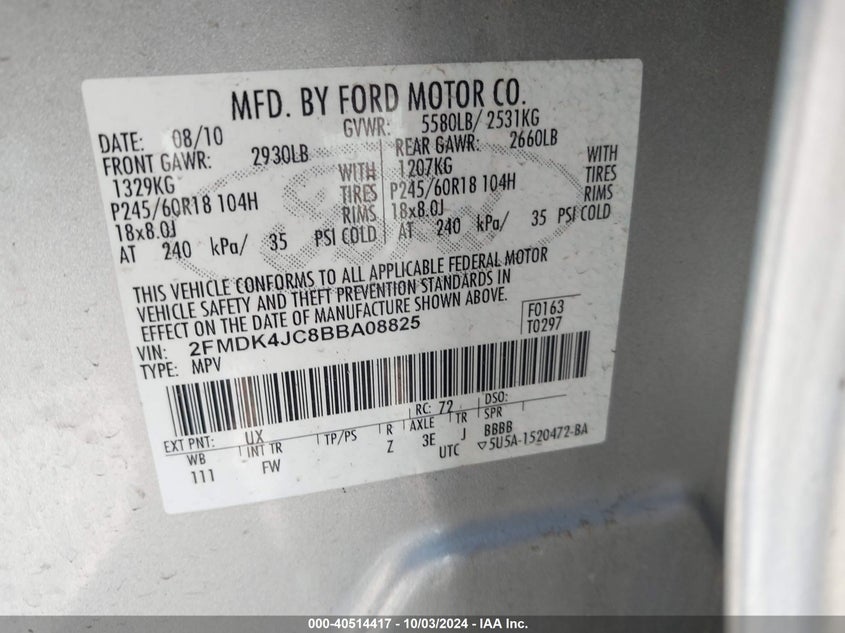 MFD. BY FORD MOTOR CO.
DATE: 08/10 GVWR: 5580LB/ 2531KG
FRONT GAWR: 2930LB REAR GAWR: 2660LB
1329KG WITH 1207KG WITH
P245/60R18 104H TIRES P245/60R18 104H TIRES
18x8.0J RIMS 18x8.0J RIMS
AT 240 kPa/ 35 PSI COLD AT 240 kPa/ 35 PSI COLD
THIS VEHICLE CONFORMS TO ALL APPLICABLE FEDERAL MOTOR
VEHICLE SAFETY AND THEFT PREVENTION STANDARDS IN
EFFECT ON THE DATE OF MANUFACTURE SHOWN ABOVE.
VIN: 2FMDK4JC8BBA08825 F0163
TYPE: MPV T0297
EXT PNT: UX RC: 72 DSO:
WB INT TR TP/PS R AXLE TR SPR
111 FW Z 3E J BBBB
UTC ▽5U5A-1520472-BA
000-40514417 - 10/03/2024 - IAA Inc.